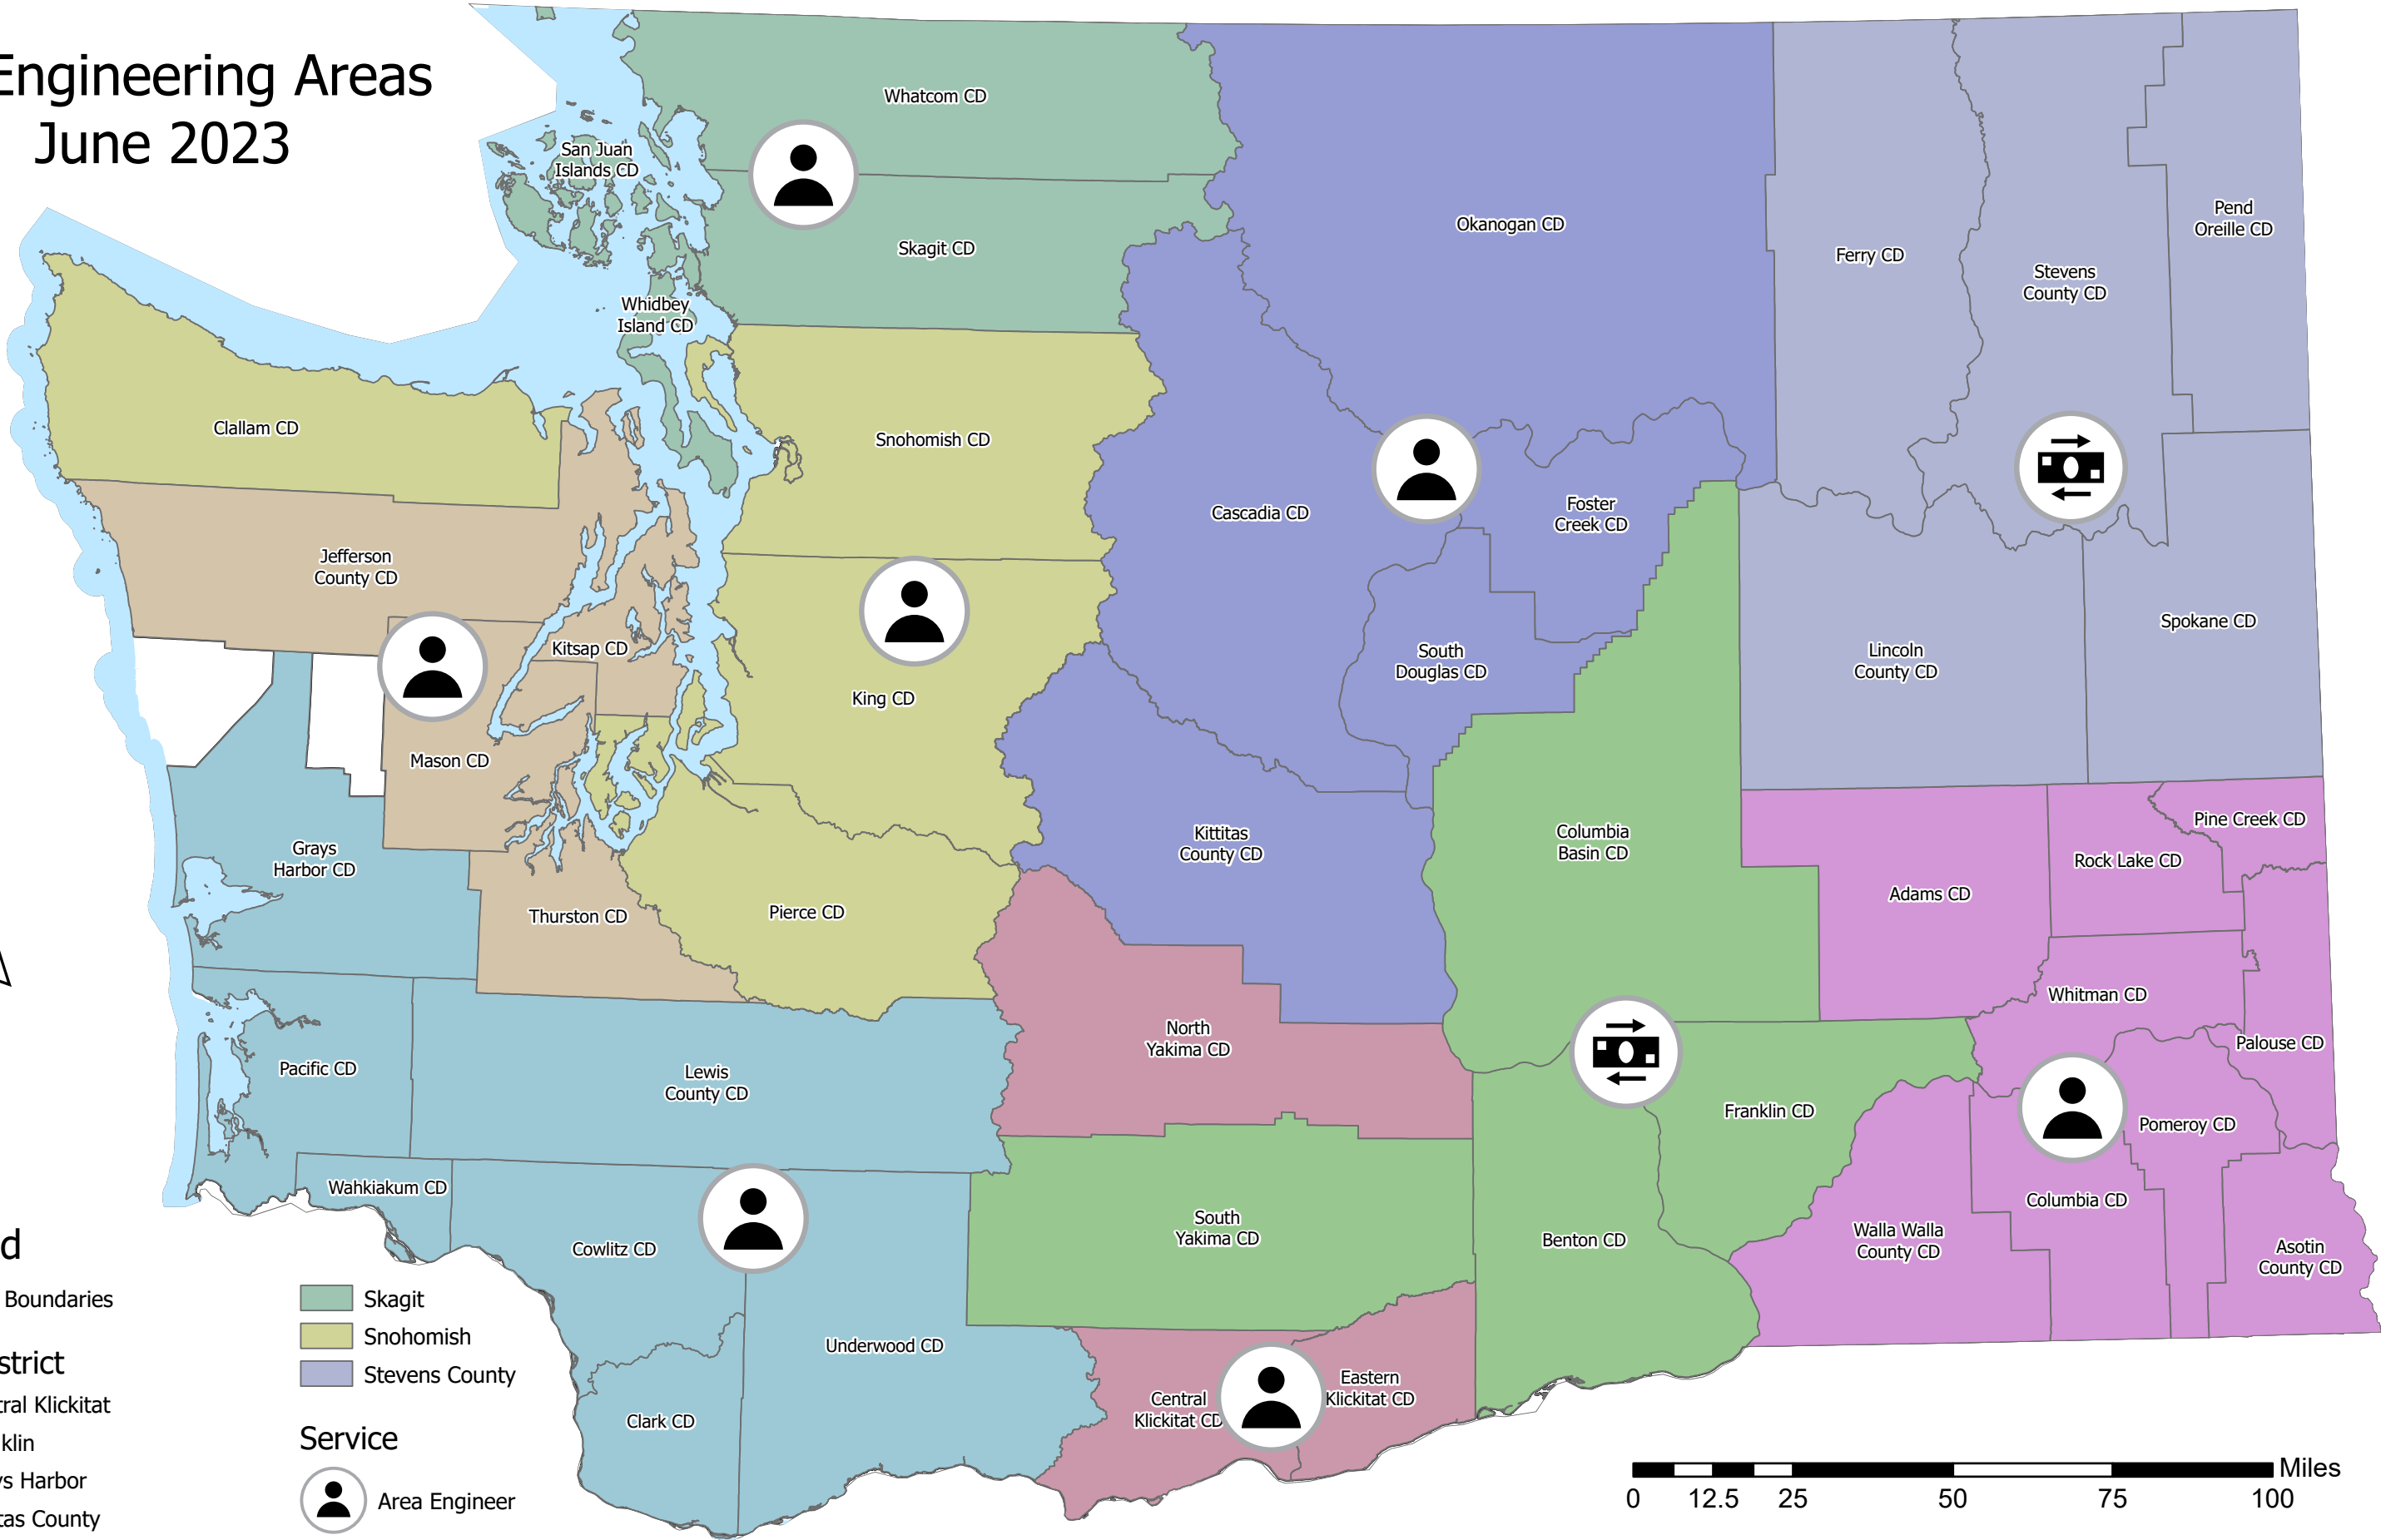 Engineering Areas
June 2023
Whatcom CD
San Juan
Islands CD
Skagit CD
Okanogan CD
Pend
Oreille CD
Ferry CD
Stevens
County CD
Whidbey
Island CD
Clallam CD
Snohomish CD
Cascadia CD
Foster
Creek CD
Jefferson
County CD
Kitsap CD
South
Douglas CD
Lincoln
County CD
Spokane CD
King CD
Mason CD
Grays
Harbor CD
Kittitas
County CD
Columbia
Basin CD
Pine Creek CD
Rock Lake CD
Adams CD
Thurston CD
Pierce CD
Whitman CD
North
Yakima CD
Palouse CD
Pacific CD
Lewis
County CD
Franklin CD
Pomeroy CD
Wahkiakum CD
Columbia CD
Cowlitz CD
South
Yakima CD
Benton CD
Walla Walla
County CD
Asotin
County CD
Underwood CD
Clark CD
Central
Klickitat CD
Eastern
Klickitat CD
d
Boundaries
strict
tral Klickitat
klin
ys Harbor
tas County
Skagit
Snohomish
Stevens County
Service
Area Engineer
Miles
0 12.5 25 50 75 100